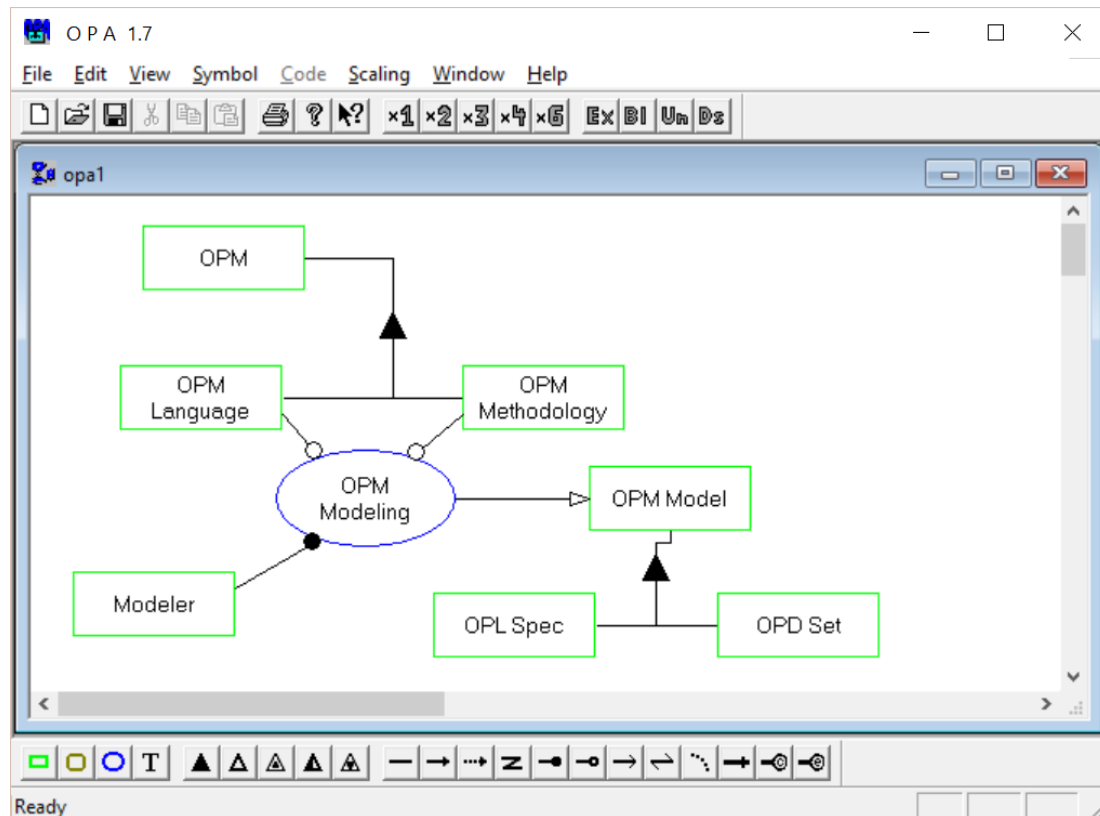 O P A 1.7
File Edit View Symbol Code Scaling Window Help
×1 ×2 ×3 ×4 ×6 Ex Bl Un Ds
opa1
OPM
OPM
Language
OPM
Methodology
OPM
Modeling
OPM Model
Modeler
OPL Spec
OPD Set
T
Ready